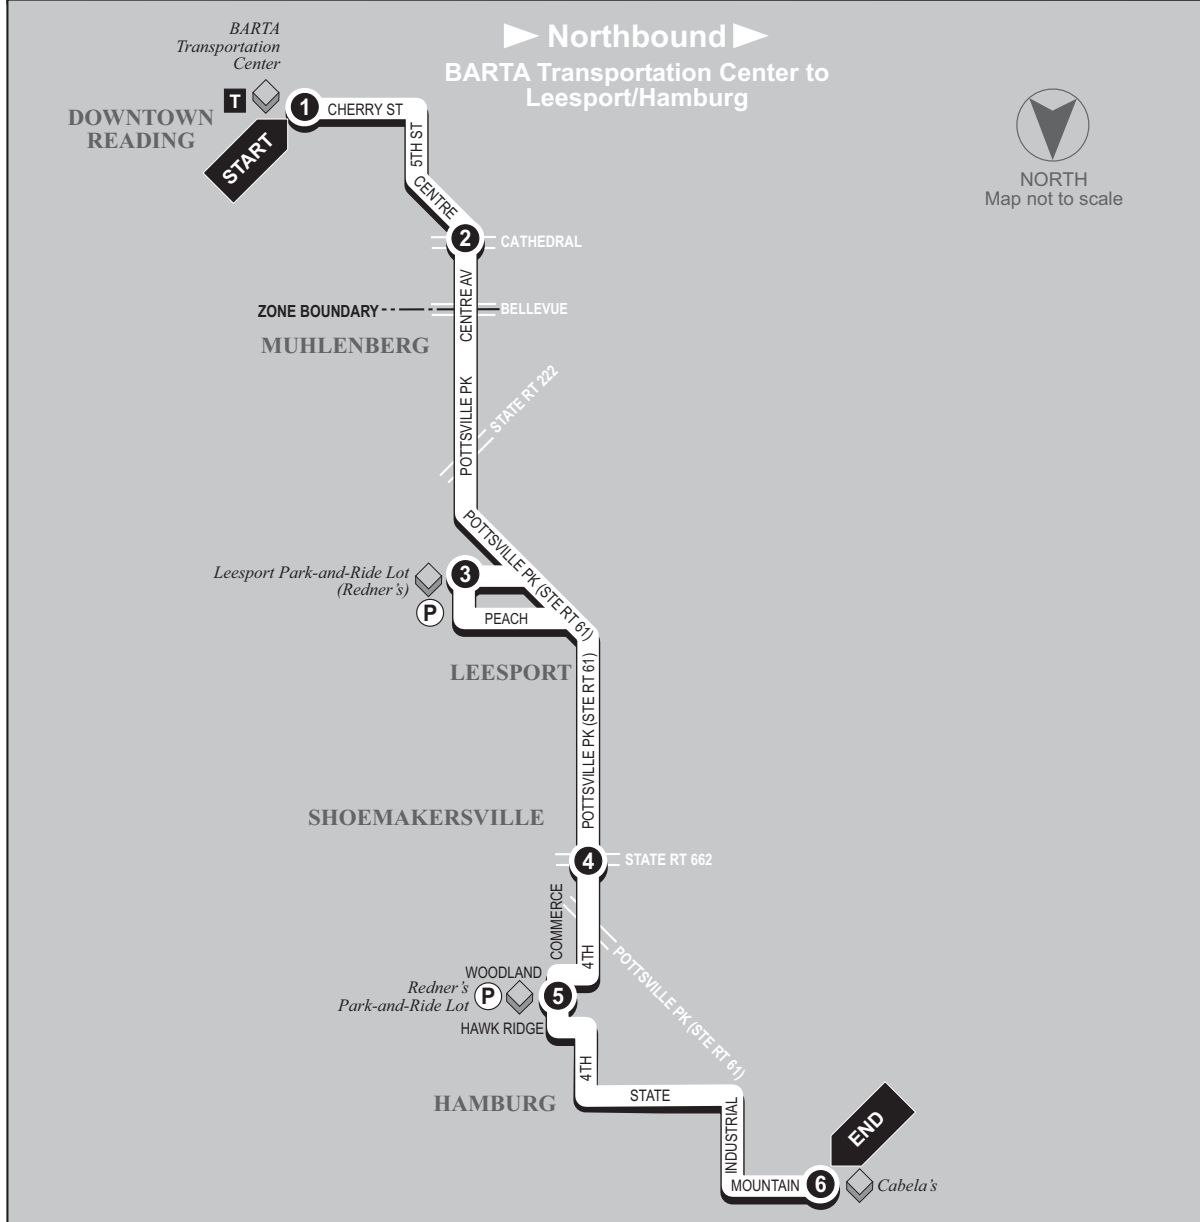 BARTA
Transportation
Center
Northbound
BARTA Transportation Center to
Leesport/Hamburg
T
1
CHERRY ST
DOWNTOWN
READING
START
5TH ST
NORTH
Map not to scale
CENTRE
2
CATHEDRAL
CENTRE AV
ZONE BOUNDARY
BELLEVUE
MUHLENBERG
POTTSVILLE PK
STATE RT 222
POTTSVILLE PK (STE RT 61)
Leesport Park-and-Ride Lot
(Redner's)
3
P
PEACH
LEESPORT
POTTSVILLE PK (STE RT 61)
SHOEMAKERSVILLE
4
STATE RT 662
COMMERCE
4TH
POTTSVILLE PK (STE RT 61)
WOODLAND
Redner's
Park-and-Ride Lot
P
5
HAWK RIDGE
4TH
HAMBURG
STATE
INDUSTRIAL
END
MOUNTAIN
6
Cabela's